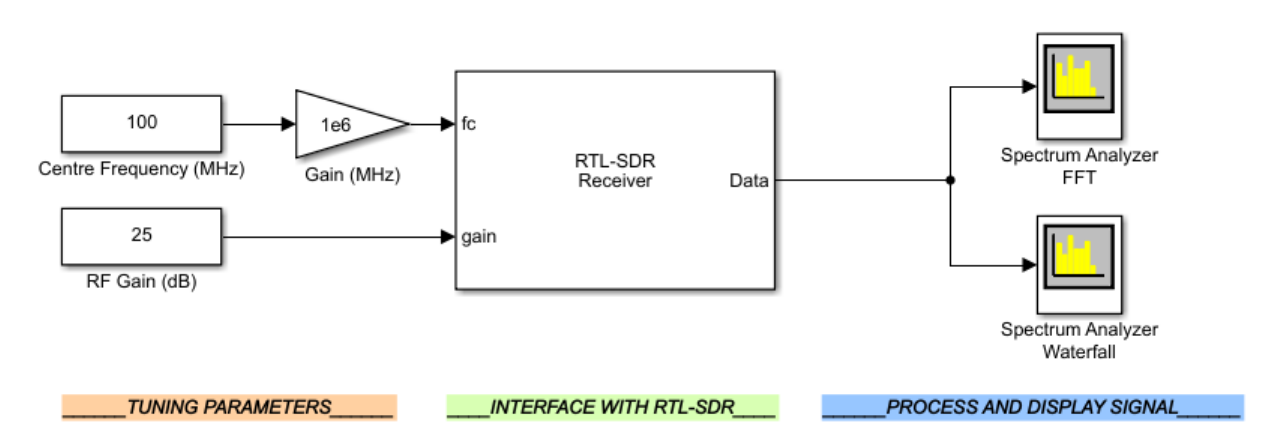 100
Centre Frequency (MHz)
1e6
Gain (MHz)
25
RF Gain (dB)
fc
gain
RTL-SDR
Receiver
Data
Spectrum Analyzer
FFT
Spectrum Analyzer
Waterfall
______TUNING PARAMETERS______
____INTERFACE WITH RTL-SDR____
______PROCESS AND DISPLAY SIGNAL______